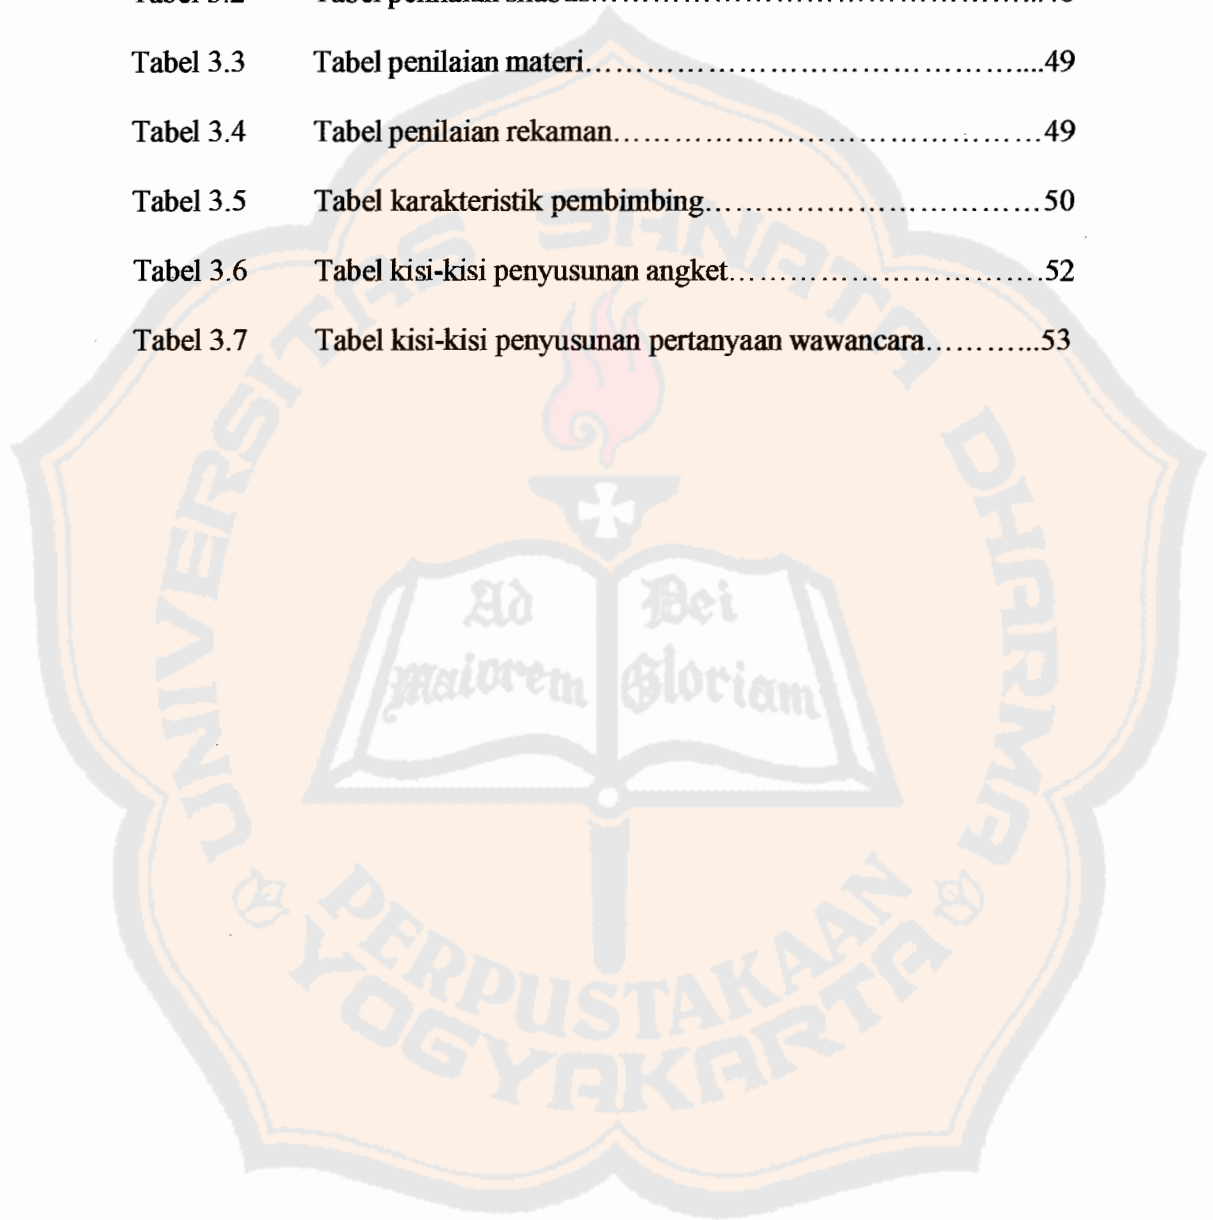 Tabel 3.3 Tabel penilaian materi..............................................49
Tabel 3.4 Tabel penilaian rekaman..........................................49
Tabel 3.5 Tabel karakteristik pembimbing................................50
Tabel 3.6 Tabel kisi-kisi penyusunan angket..............................52
Tabel 3.7 Tabel kisi-kisi penyusunan pertanyaan wawancara............53
UNIVERSITAS SANATA DHARMA
Ad
Dei
Maiorem
Gloriam
PERPUSTAKAAN
YOGYAKARTA